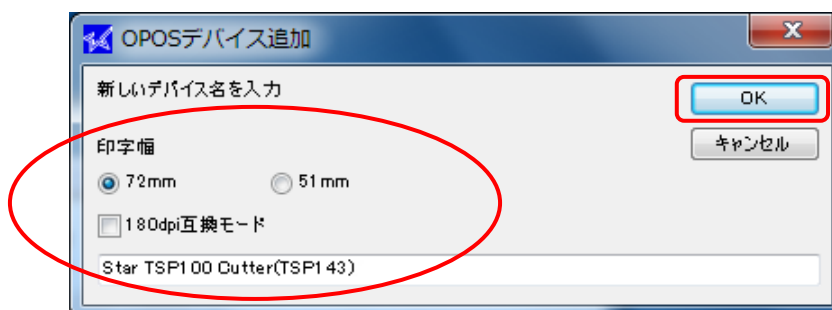 OPOSデバイス追加
新しいデバイス名を入力
OK
キャンセル
印字幅
72mm 51mm
180dpi互換モード
Star TSP100 Cutter(TSP143)